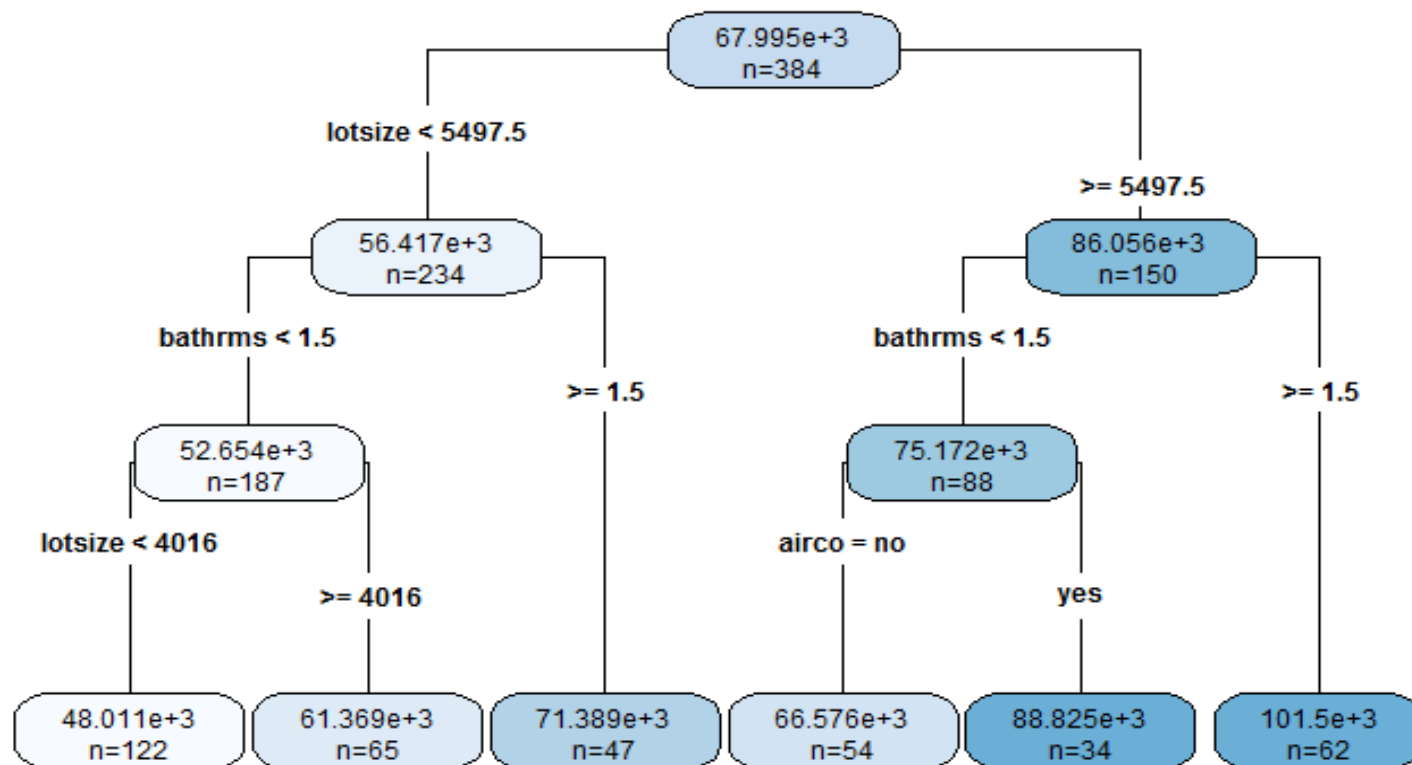 67.995e+3
n=384
lotsize < 5497.5
>= 5497.5
56.417e+3
n=234
86.056e+3
n=150
bathrms < 1.5
>= 1.5
bathrms < 1.5
>= 1.5
52.654e+3
n=187
75.172e+3
n=88
lotsize < 4016
>= 4016
airco = no
yes
48.011e+3
n=122
61.369e+3
n=65
71.389e+3
n=47
66.576e+3
n=54
88.825e+3
n=34
101.5e+3
n=62